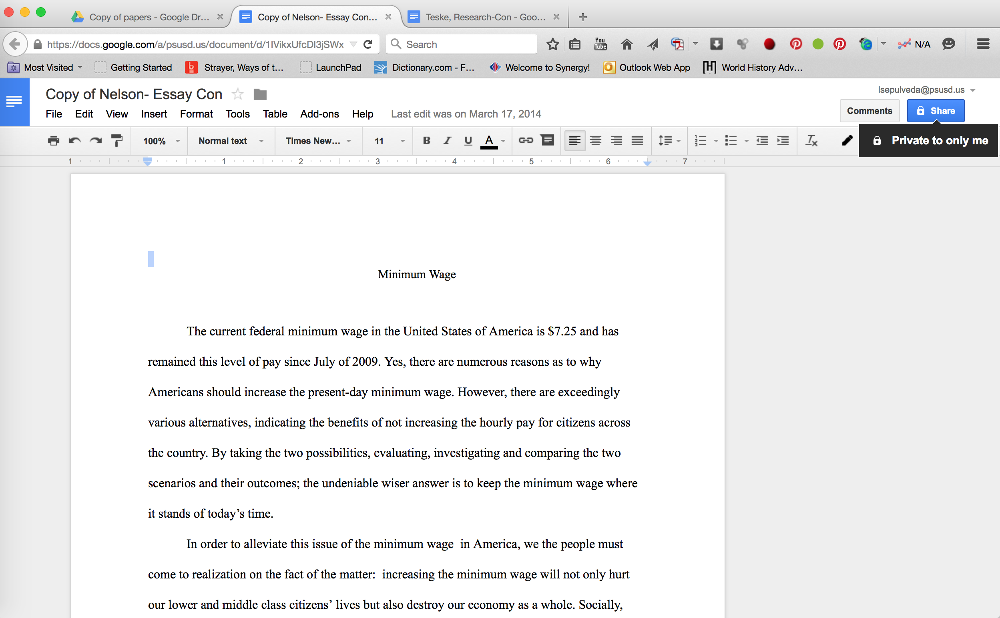 Copy of papers - Google Dr...
Copy of Nelson- Essay Con...
Teske, Research-Con - Goo...
https://docs.google.com/a/psusd.us/document/d/1IVikxUfcDI3jSWx
Search
You Tube
N/A
Most Visited
Getting Started
Strayer, Ways of t...
LaunchPad
Dictionary.com - F...
Welcome to Synergy!
Outlook Web App
World History Adv...
Copy of Nelson- Essay Con
lsepulveda@psusd.us
File Edit View Insert Format Tools Table Add-ons Help Last edit was on March 17, 2014
Comments
Share
100% Normal text Times New... 11 B I U A
Private to only me
1 1 2 3 4 5 6 7
Minimum Wage
The current federal minimum wage in the United States of America is $7.25 and has
remained this level of pay since July of 2009. Yes, there are numerous reasons as to why
Americans should increase the present-day minimum wage. However, there are exceedingly
various alternatives, indicating the benefits of not increasing the hourly pay for citizens across
the country. By taking the two possibilities, evaluating, investigating and comparing the two
scenarios and their outcomes; the undeniable wiser answer is to keep the minimum wage where
it stands of today’s time.
In order to alleviate this issue of the minimum wage  in America, we the people must
come to realization on the fact of the matter:  increasing the minimum wage will not only hurt
our lower and middle class citizens’ lives but also destroy our economy as a whole. Socially,